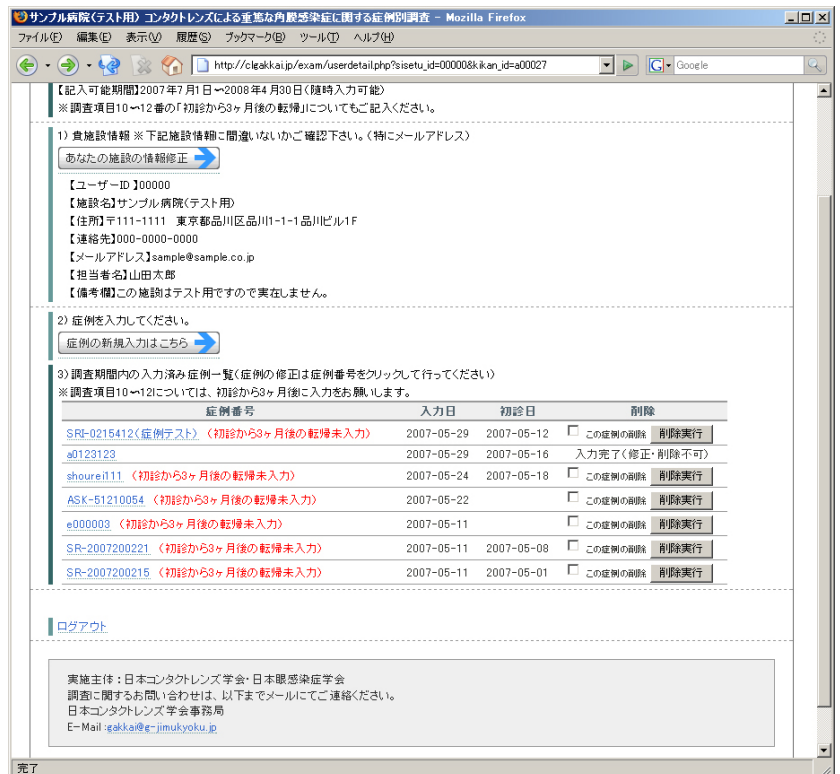 サンプル病院(テスト用) コンタクトレンズによる重篤な角膜感染症に関する症例別調査 - Mozilla Firefox
ファイル(F) 編集(E) 表示(V) 履歴(S) ブックマーク(B) ツール(T) ヘルプ(H)
http://clgakkai.jp/exam/userdetail.php?sisetu_id=00000&kikan_id=a00027
G Google
【記入可能期間】2007年7月1日~2008年4月30日(随時入力可能)
※調査項目10~12番の「初診から3ヶ月後の転帰」についてもご記入ください。
1) 貴施設情報 ※下記施設情報に間違いないかご確認下さい。(特にメールアドレス)
あなたの施設の情報修正
【ユーザーID】00000
【施設名】サンプル病院(テスト用)
【住所】〒111-1111 東京都品川区品川1-1-1品川ビル1F
【連絡先】000-0000-0000
【メールアドレス】sample@sample.co.jp
【担当者名】山田太郎
【備考欄】この施設はテスト用ですので実在しません。
2) 症例を入力してください。
症例の新規入力はこちら
3) 調査期間内の入力済み症例一覧(症例の修正は症例番号をクリックして行ってください)
※調査項目10~12については、初診から3ヶ月後に入力をお願いします。
症例番号 入力日 初診日 削除
SRI-0215412(症例テスト) (初診から3ヶ月後の転帰未入力) 2007-05-29 2007-05-12 この症例の削除 削除実行
a0123123 2007-05-29 2007-05-16 入力完了(修正・削除不可)
shourei111 (初診から3ヶ月後の転帰未入力) 2007-05-24 2007-05-18 この症例の削除 削除実行
ASK-51210054 (初診から3ヶ月後の転帰未入力) 2007-05-22 この症例の削除 削除実行
e000003 (初診から3ヶ月後の転帰未入力) 2007-05-11 この症例の削除 削除実行
SR-2007200221 (初診から3ヶ月後の転帰未入力) 2007-05-11 2007-05-08 この症例の削除 削除実行
SR-2007200215 (初診から3ヶ月後の転帰未入力) 2007-05-11 2007-05-01 この症例の削除 削除実行
ログアウト
実施主体:日本コンタクトレンズ学会・日本眼感染症学会
調査に関するお問い合わせは、以下までメールにてご連絡ください。
日本コンタクトレンズ学会事務局
E-Mail:gakkai@g-jimukyoku.jp
完了